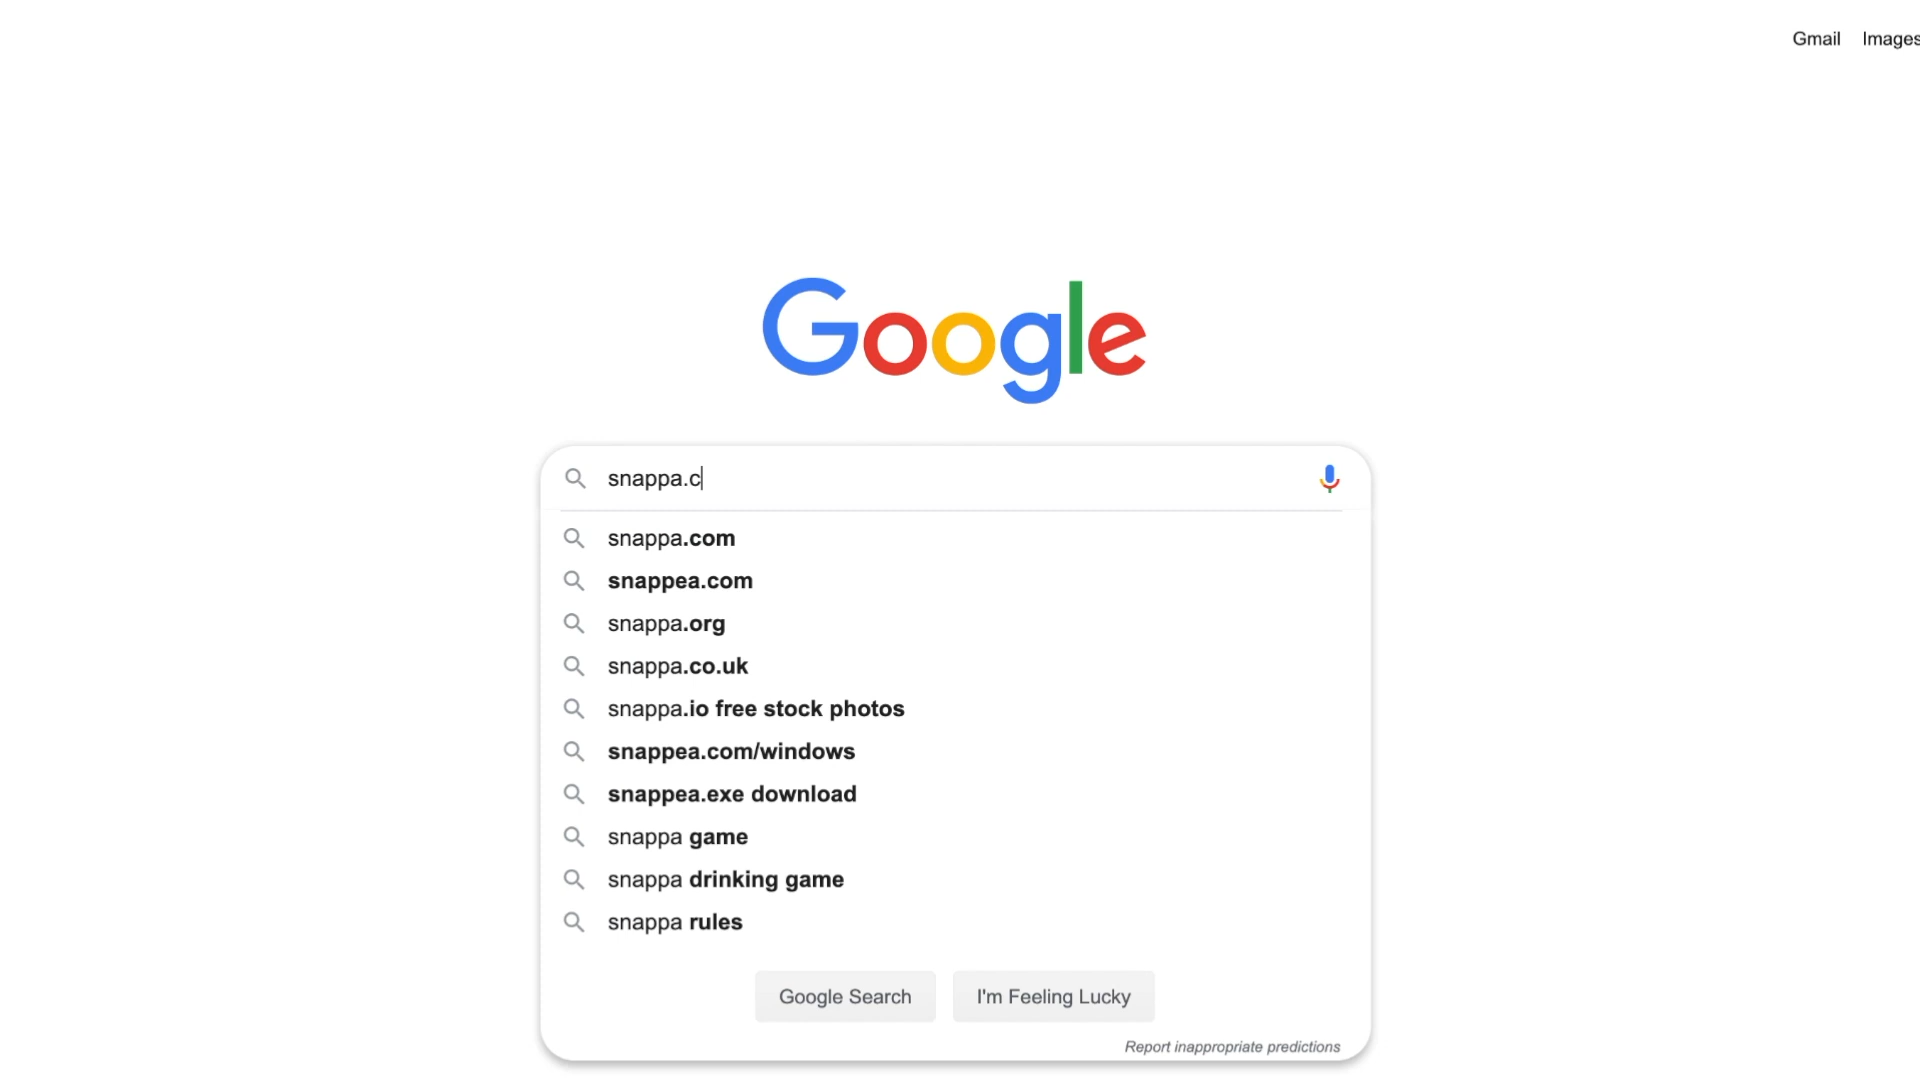 Gmail Images
Google
snappa.c
snappa.com
snappea.com
snappa.org
snappa.co.uk
snappa.io free stock photos
snappea.com/windows
snappea.exe download
snappa game
snappa drinking game
snappa rules
Google Search I'm Feeling Lucky
Report inappropriate predictions